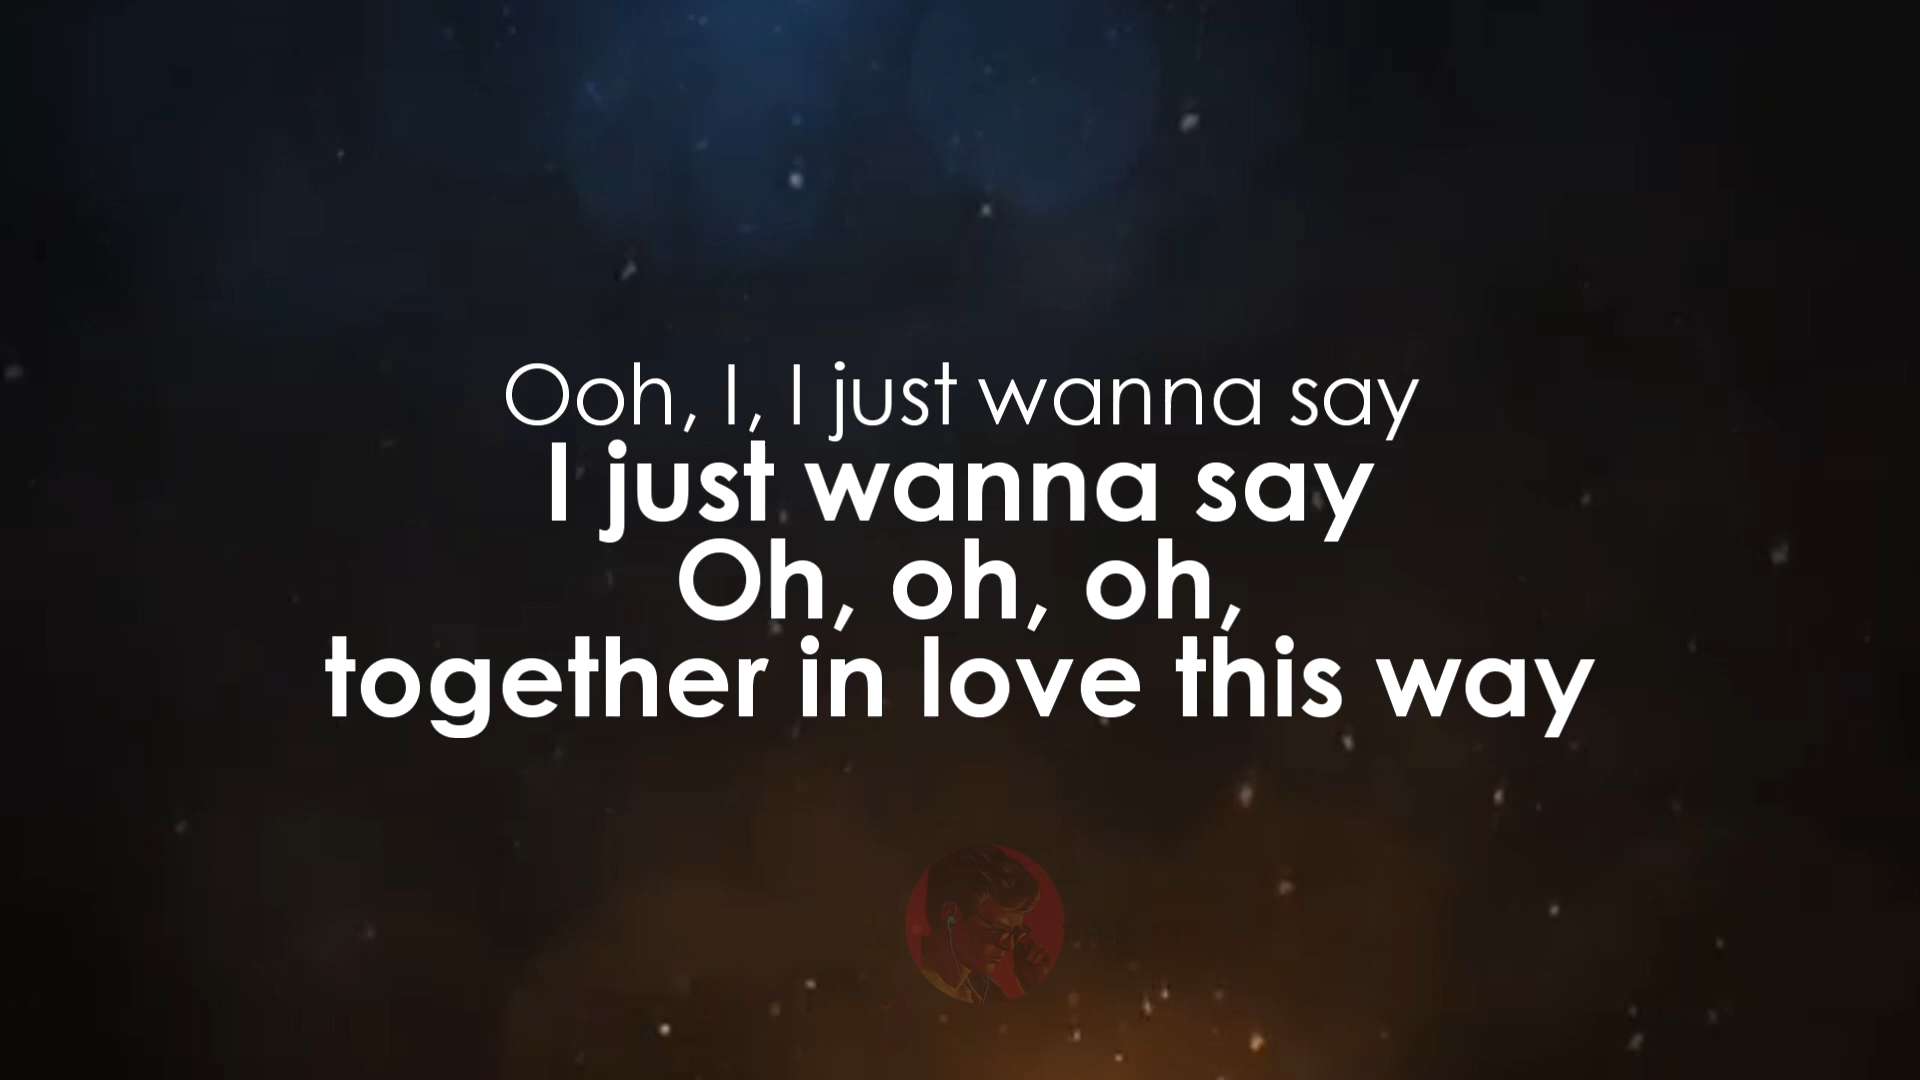 Ooh, I, I just wanna say
I just wanna say
Oh, oh, oh,
together in love this way